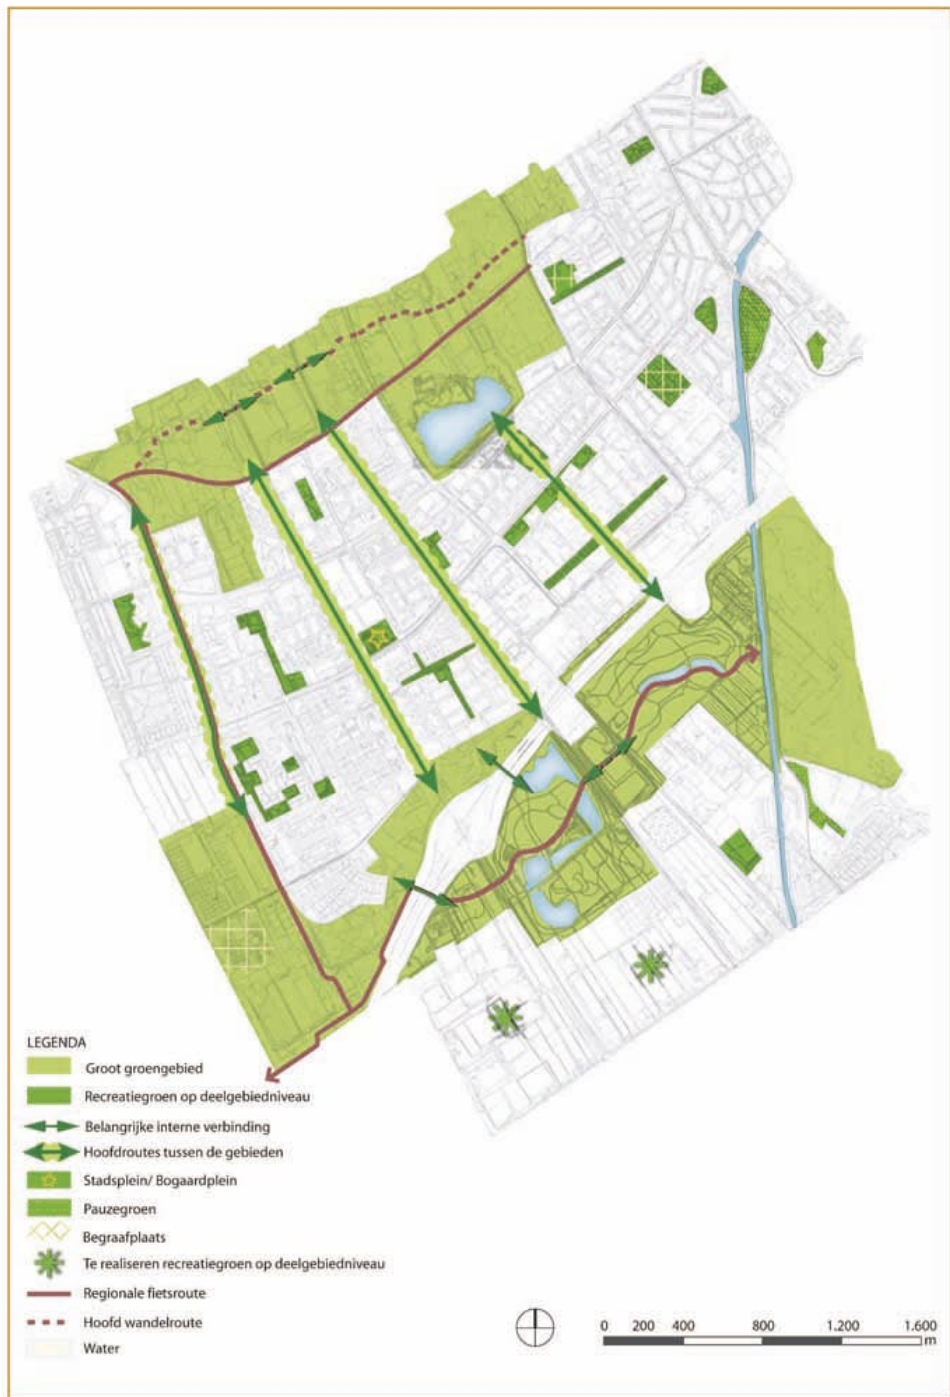 LEGENDA
Groot groengebied
Recreatiegroen op deelgebiedniveau
Belangrijke interne verbinding
Hoofdroutes tussen de gebieden
Stadsplein/ Bogaardplein
Pauzegroen
Begraafplaats
Te realiseren recreatiegroen op deelgebiedniveau
Regionale fietsroute
Hoofd wandelroute
Water
0 200 400 800 1.200 1.600
m